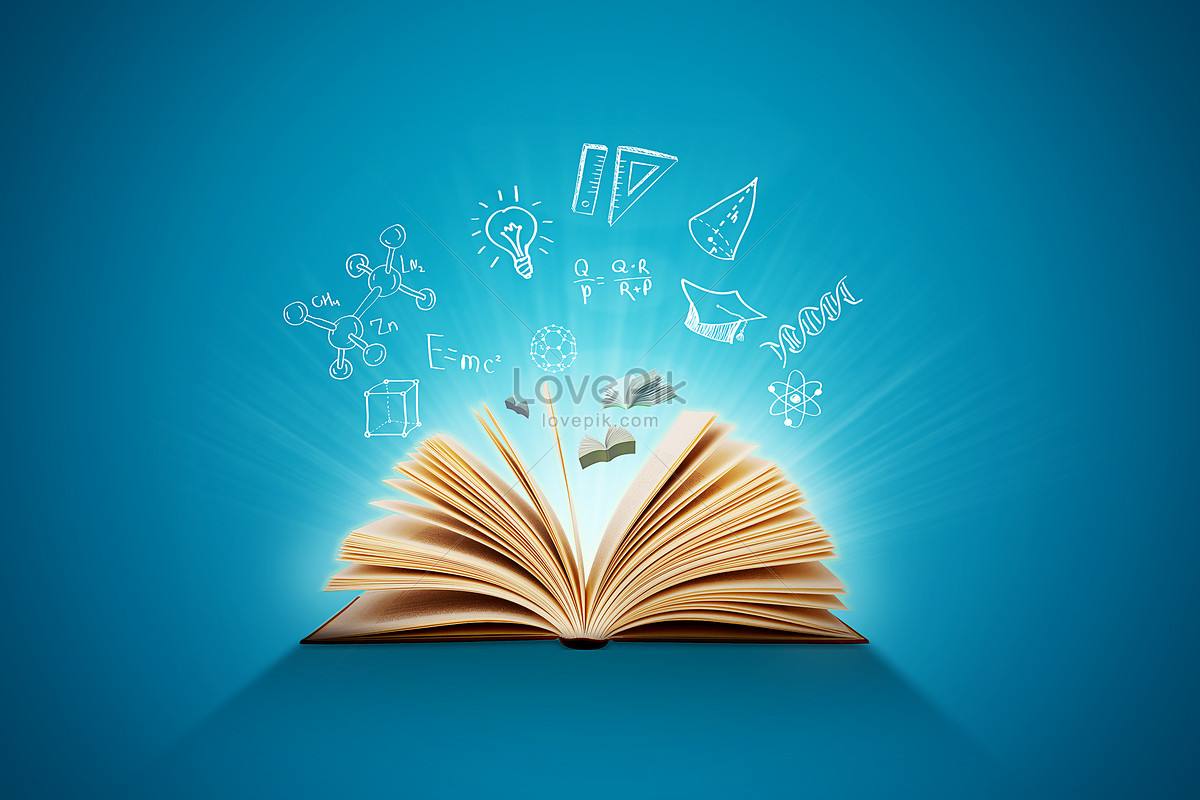 LN₂
CH₄
Zn
Q/P = Q·R/R+P
E=mc²
LovePik
lovepik.com